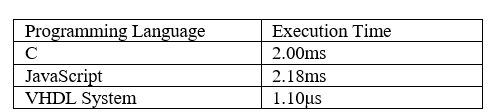 Programming Language Execution Time
C 2.00ms
JavaScript 2.18ms
VHDL System 1.10μs